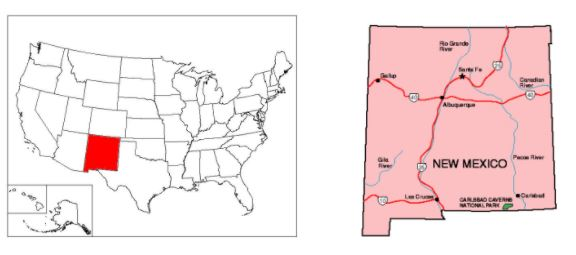 Rio Grande
River
25
Santa Fe
Gallup
Canadian
River
40
40
Albuquerque
Gila
River
Pecos River
25
NEW MEXICO
10
Las Cruces
Carlsbad
CARLSBAD CAVERNS
NATIONAL PARK